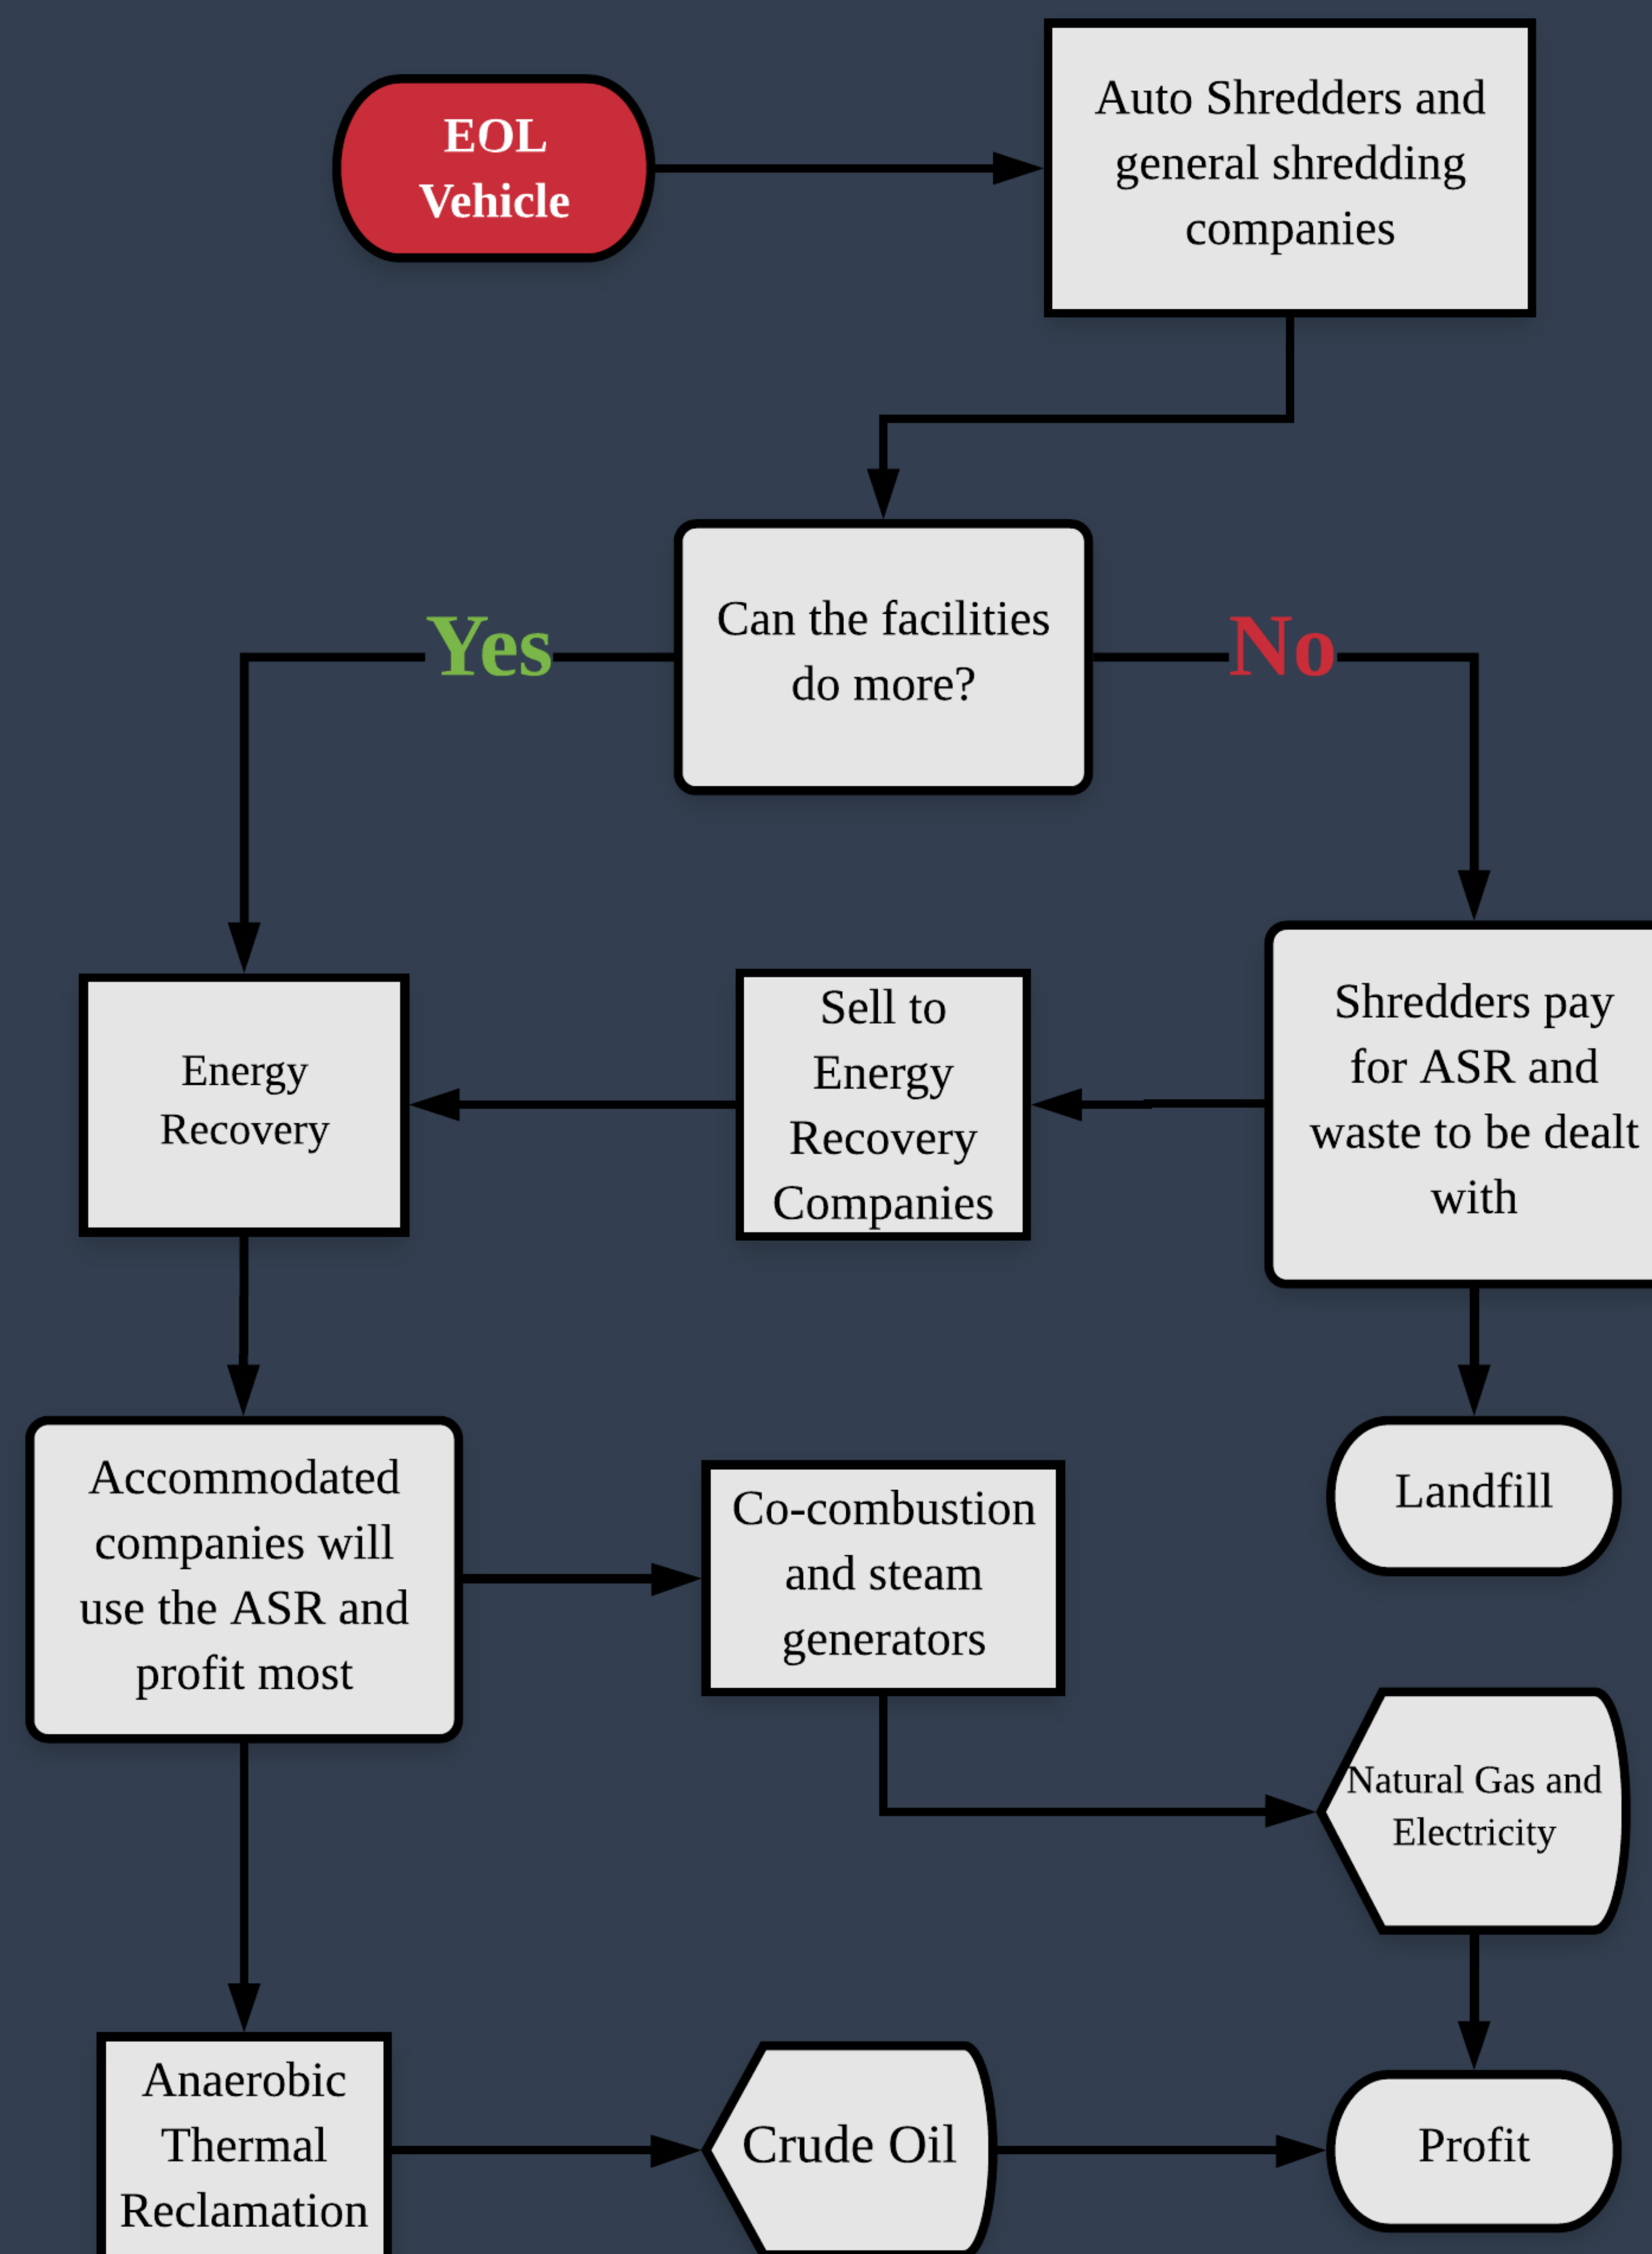 EOL
Vehicle
Auto Shredders and
general shredding
companies
Can the facilities
do more?
Yes
No
Energy
Recovery
Sell to
Energy
Recovery
Companies
Shredders pay
for ASR and
waste to be dealt
with
Accommodated
companies will
use the ASR and
profit most
Co-combustion
and steam
generators
Landfill
Natural Gas and
Electricity
Anaerobic
Thermal
Reclamation
Crude Oil
Profit